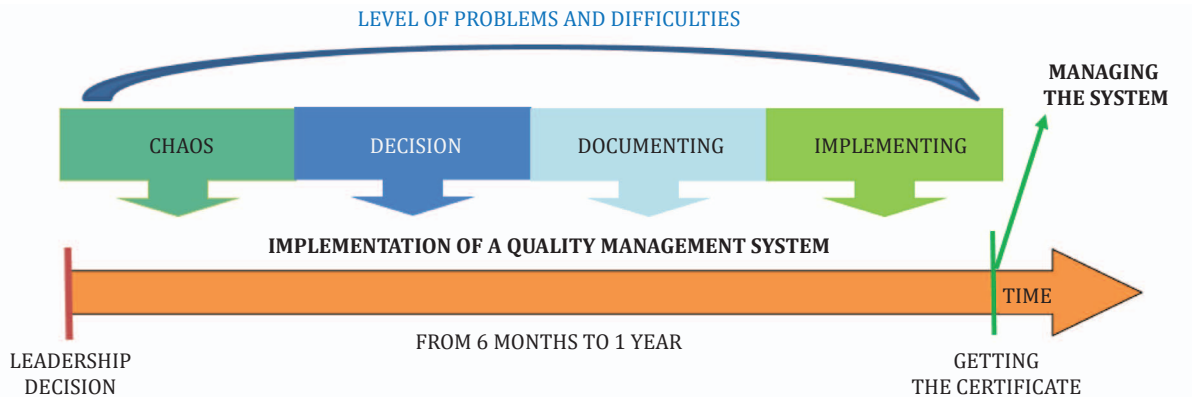 LEVEL OF PROBLEMS AND DIFFICULTIES
MANAGING
THE SYSTEM
CHAOS
DECISION
DOCUMENTING
IMPLEMENTING
IMPLEMENTATION OF A QUALITY MANAGEMENT SYSTEM
TIME
FROM 6 MONTHS TO 1 YEAR
LEADERSHIP
DECISION
GETTING
THE CERTIFICATE